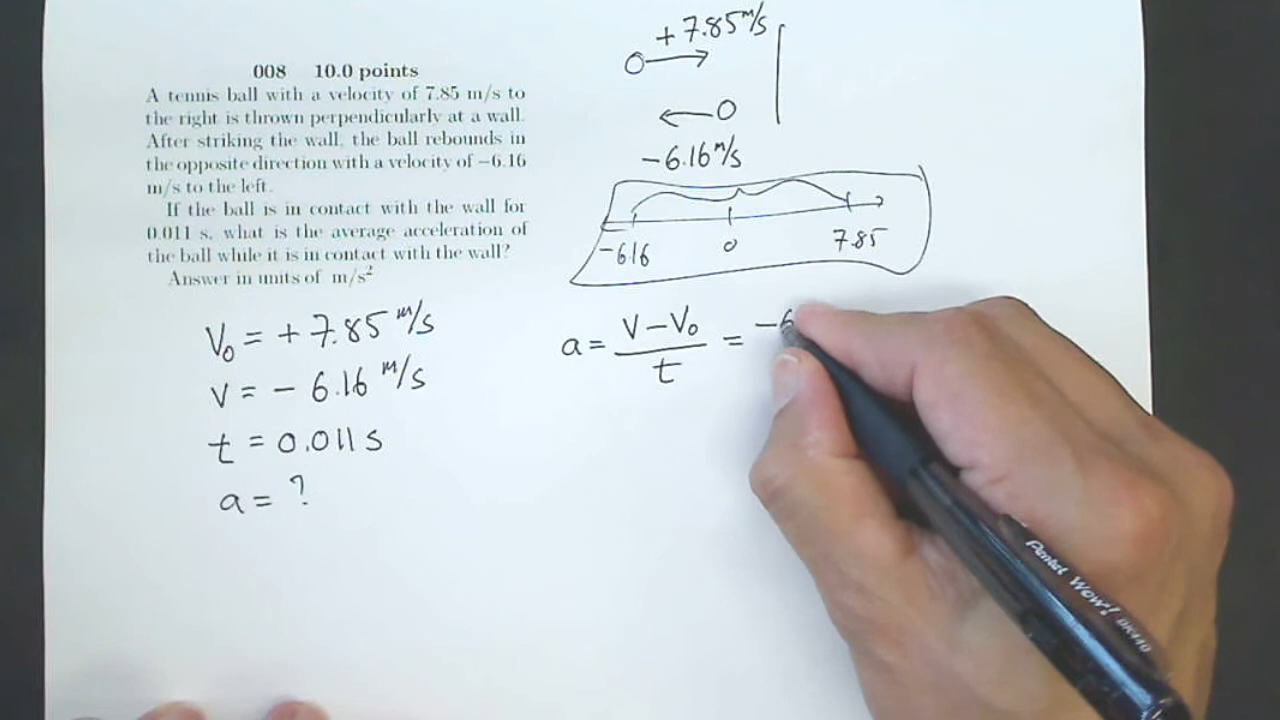 008 10.0 points
A tennis ball with a velocity of 7.85 m/s to
the right is thrown perpendicularly at a wall.
After striking the wall, the ball rebounds in
the opposite direction with a velocity of −6.16
m/s to the left.
If the ball is in contact with the wall for
0.011 s, what is the average acceleration of
the ball while it is in contact with the wall?
Answer in units of m/s²
V₀ = +7.85 m/s
V = − 6.16 m/s
t = 0.011 s
a = ?
+7.85 m/s
−6.16 m/s
−616 0 7.85
a = V−V₀ / t = −6
Pentel WOW! BK440